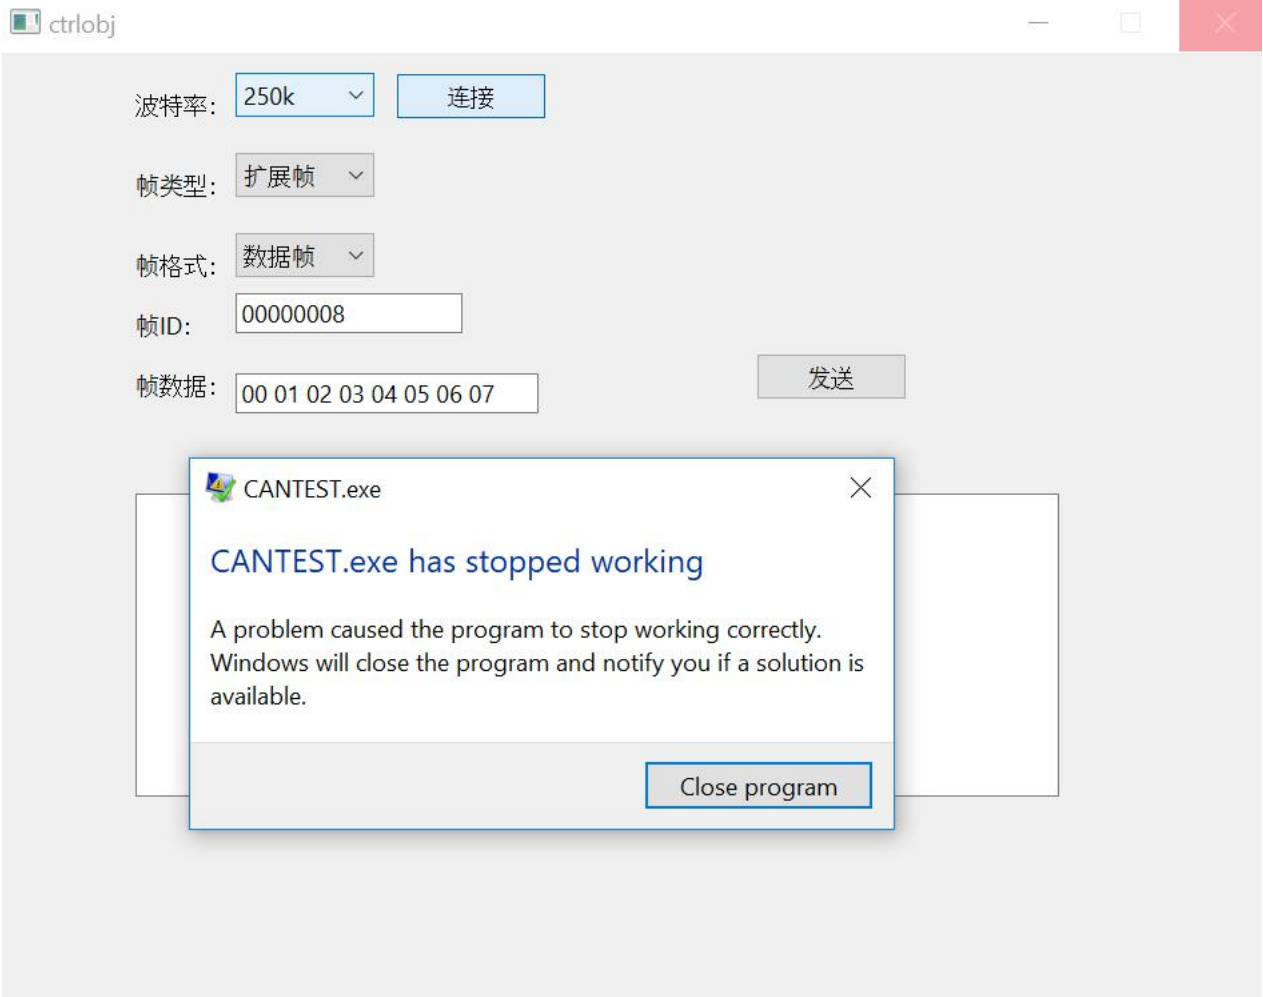 ctrlobj
波特率: 250k 连接
帧类型: 扩展帧
帧格式: 数据帧
帧ID: 00000008
帧数据: 00 01 02 03 04 05 06 07
发送
CANTEST.exe
CANTEST.exe has stopped working
A problem caused the program to stop working correctly.
Windows will close the program and notify you if a solution is
available.
Close program